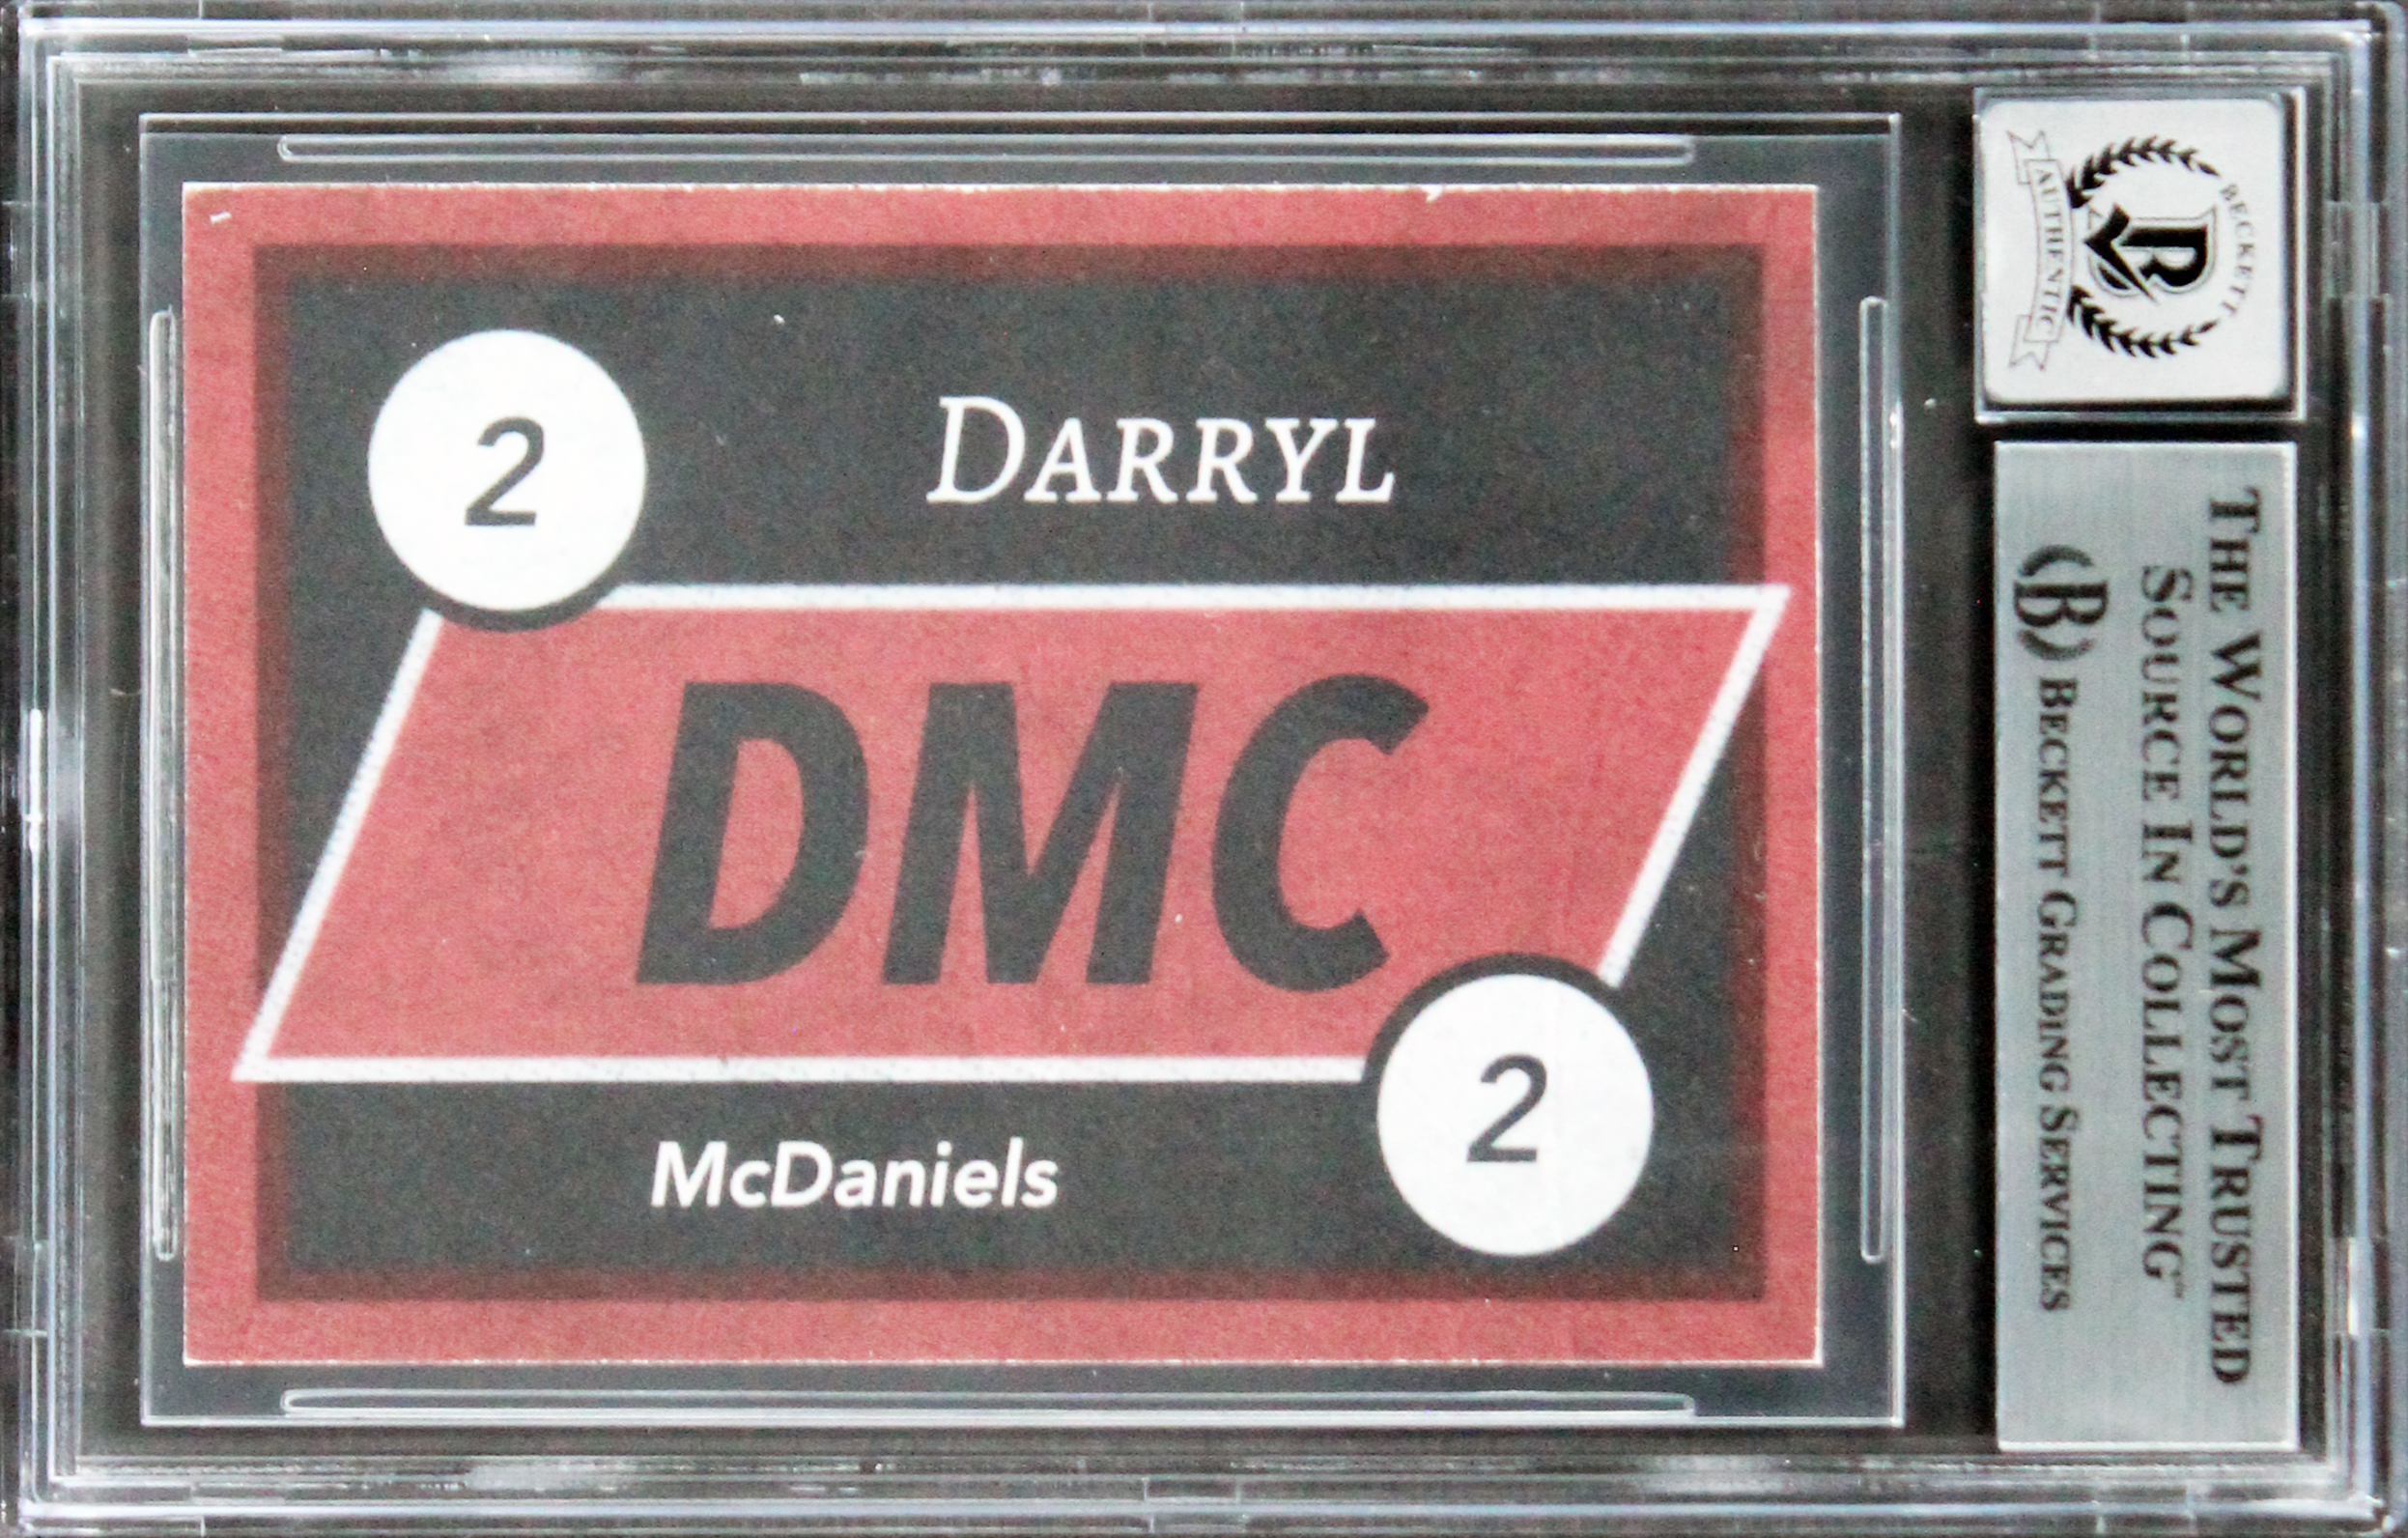 2
DARRYL
DMC
McDaniels
2
BECKETT
AUTHENTIC
THE WORLD'S MOST TRUSTED
SOURCE IN COLLECTING
BECKETT GRADING SERVICES